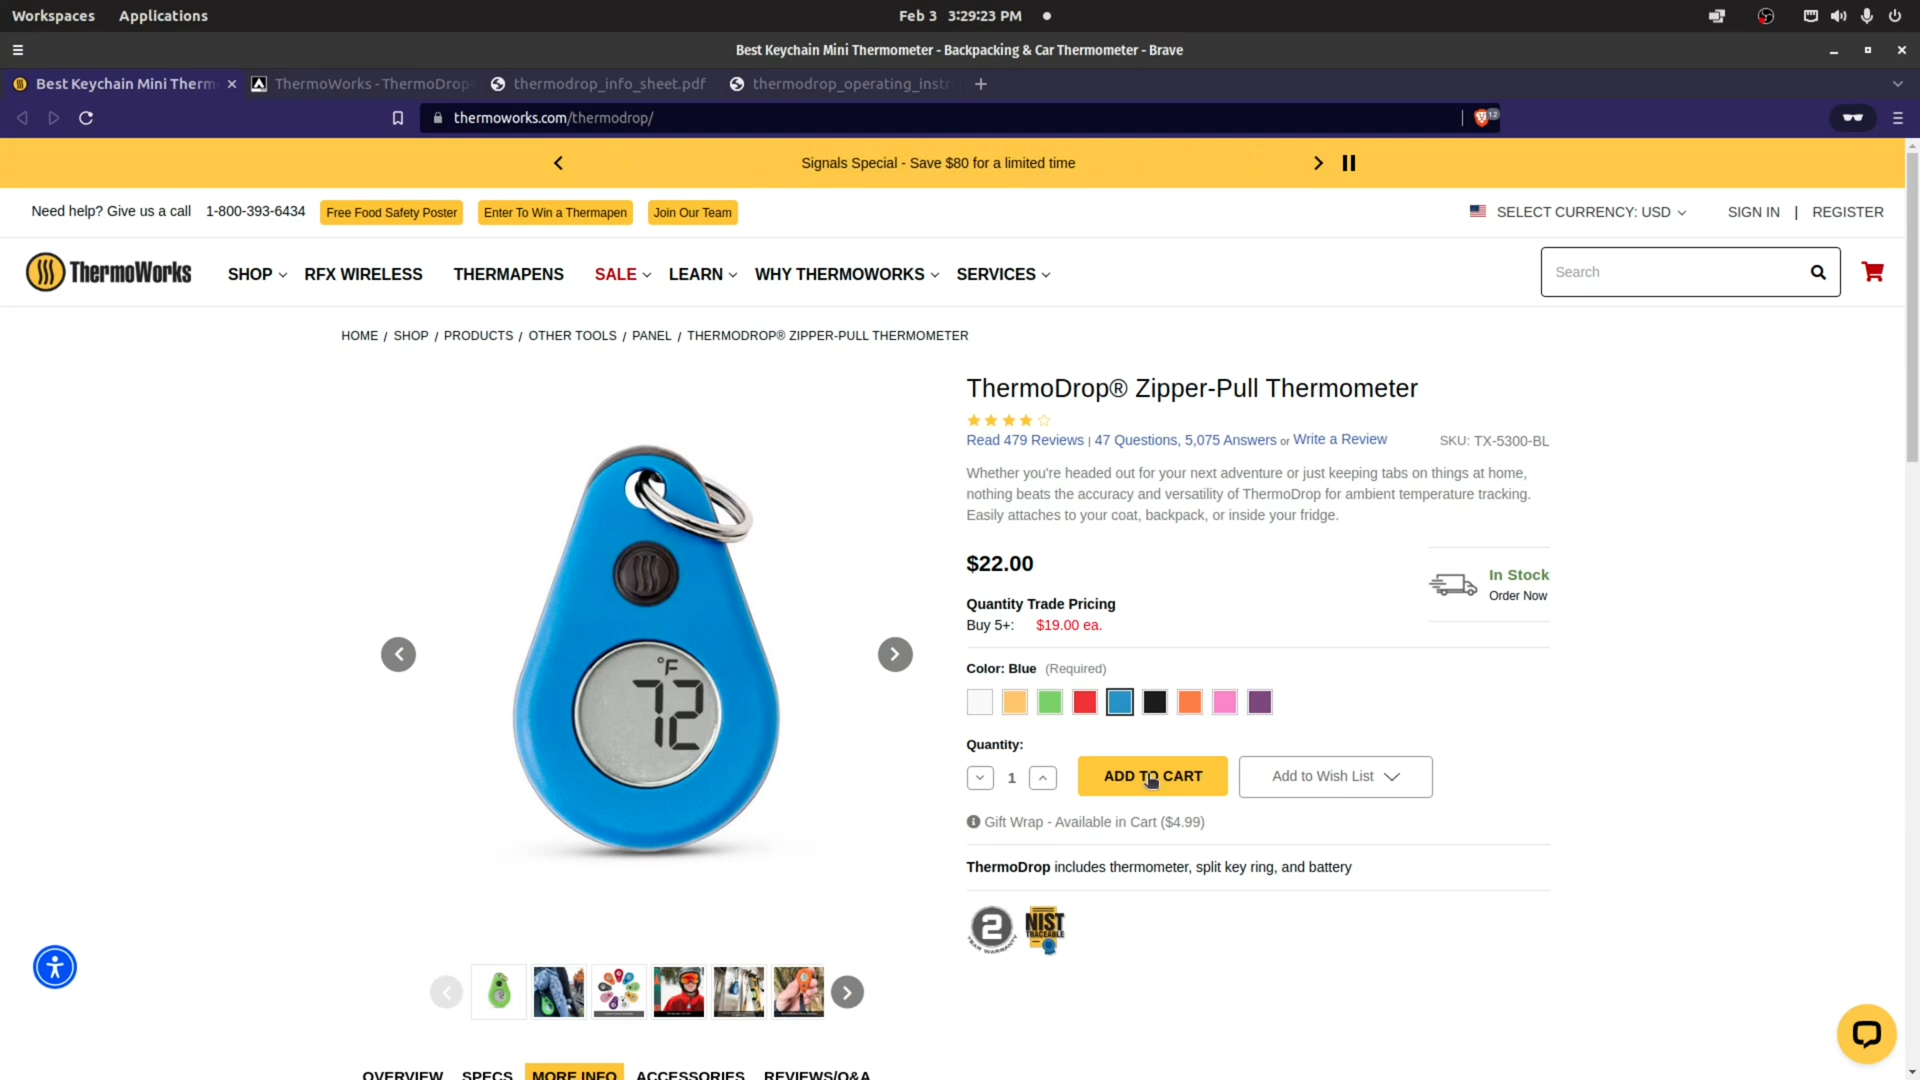 Workspaces Applications Feb 3 3:29:23 PM
Best Keychain Mini Thermometer - Backpacking & Car Thermometer - Brave
Best Keychain Mini Therm ThermoWorks - ThermoDrop thermodrop_info_sheet.pdf thermodrop_operating_instr
thermoworks.com/thermodrop/ 12
Signals Special - Save $80 for a limited time
Need help? Give us a call 1-800-393-6434 Free Food Safety Poster Enter To Win a Thermapen Join Our Team SELECT CURRENCY: USD SIGN IN | REGISTER
ThermoWorks SHOP RFX WIRELESS THERMAPENS SALE LEARN WHY THERMOWORKS SERVICES Search
HOME / SHOP / PRODUCTS / OTHER TOOLS / PANEL / THERMODROP® ZIPPER-PULL THERMOMETER
ThermoDrop® Zipper-Pull Thermometer
Read 479 Reviews | 47 Questions, 5,075 Answers or Write a Review SKU: TX-5300-BL
Whether you're headed out for your next adventure or just keeping tabs on things at home,
nothing beats the accuracy and versatility of ThermoDrop for ambient temperature tracking.
Easily attaches to your coat, backpack, or inside your fridge.
$22.00
In Stock
Order Now
Quantity Trade Pricing
Buy 5+: $19.00 ea.
°F
72
Color: Blue (Required)
Quantity:
1 ADD TO CART Add to Wish List
Gift Wrap - Available in Cart ($4.99)
ThermoDrop includes thermometer, split key ring, and battery
2 YEAR WARRANTY NIST TRACEABLE
OVERVIEW SPECS MORE INFO ACCESSORIES REVIEWS/Q&A